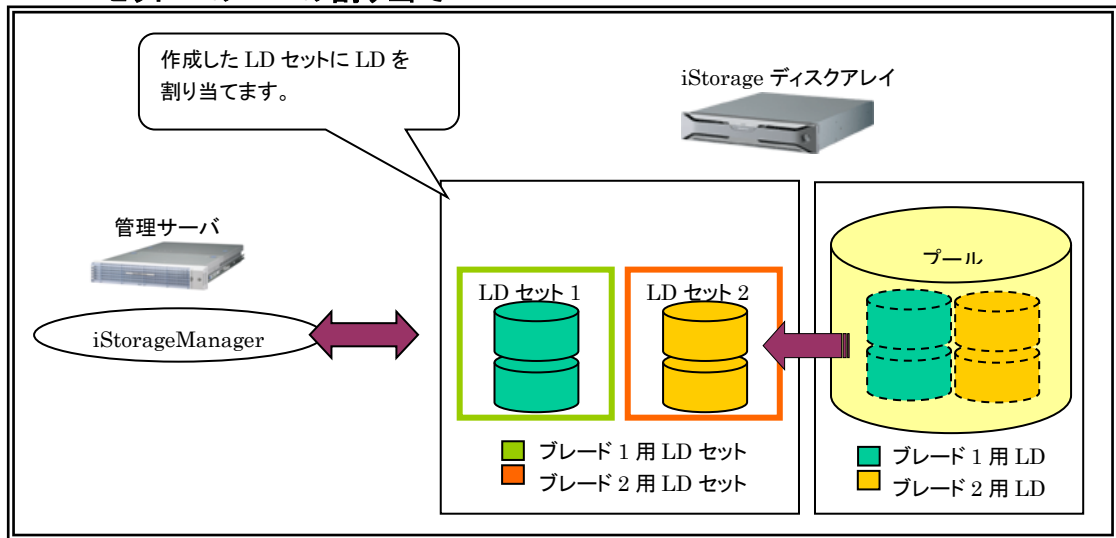 作成した LD セットに LD を
割り当てます。
iStorage ディスクアレイ
管理サーバ
iStorageManager
LD セット 1
LD セット 2
プール
ブレード 1 用 LD セット
ブレード 2 用 LD セット
ブレード 1 用 LD
ブレード 2 用 LD